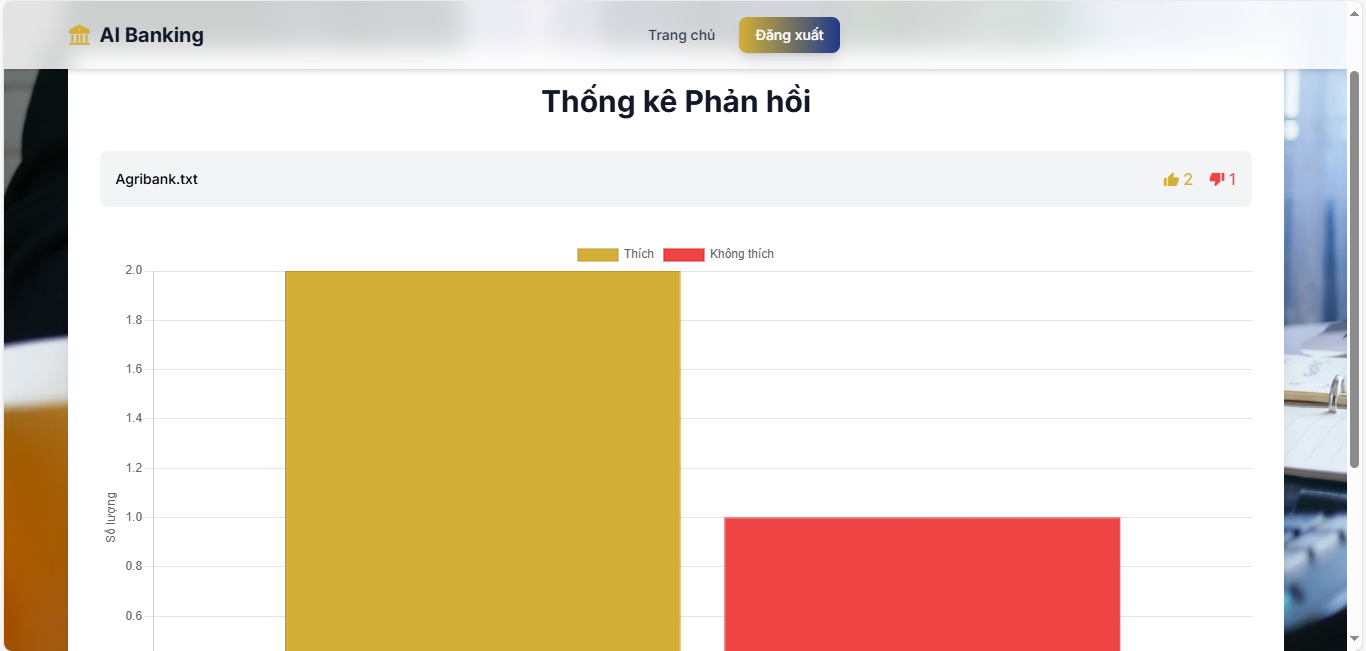 AI Banking
Trang chủ
Đăng xuất
Thống kê Phản hồi
Agribank.txt
2
1
Thích
Không thích
2.0
1.8
1.6
1.4
1.2
1.0
Số lượng
0.8
0.6